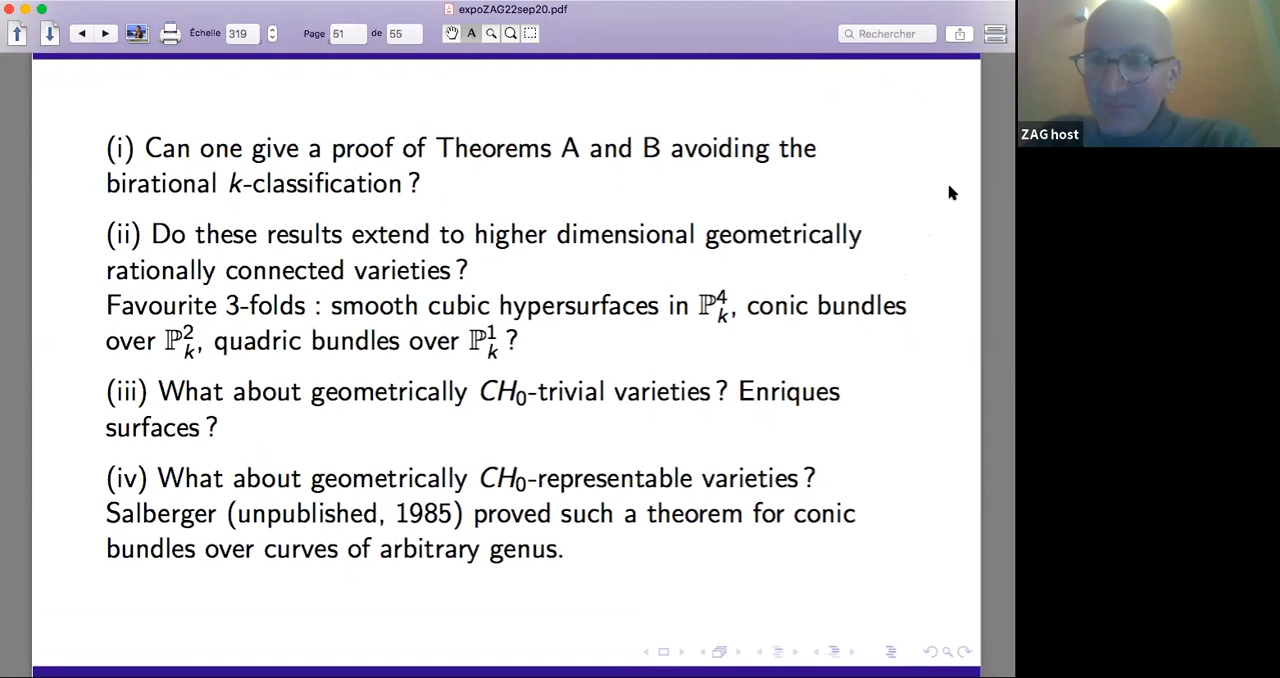 expoZAG22sep20.pdf
Échelle 319 Page 51 de 55 A Rechercher
(i) Can one give a proof of Theorems A and B avoiding the
birational k-classification ?
(ii) Do these results extend to higher dimensional geometrically
rationally connected varieties ?
Favourite 3-folds : smooth cubic hypersurfaces in ℙ⁴ₖ, conic bundles
over ℙ²ₖ, quadric bundles over ℙ¹ₖ ?
(iii) What about geometrically CH₀-trivial varieties ? Enriques
surfaces ?
(iv) What about geometrically CH₀-representable varieties ?
Salberger (unpublished, 1985) proved such a theorem for conic
bundles over curves of arbitrary genus.
ZAG host